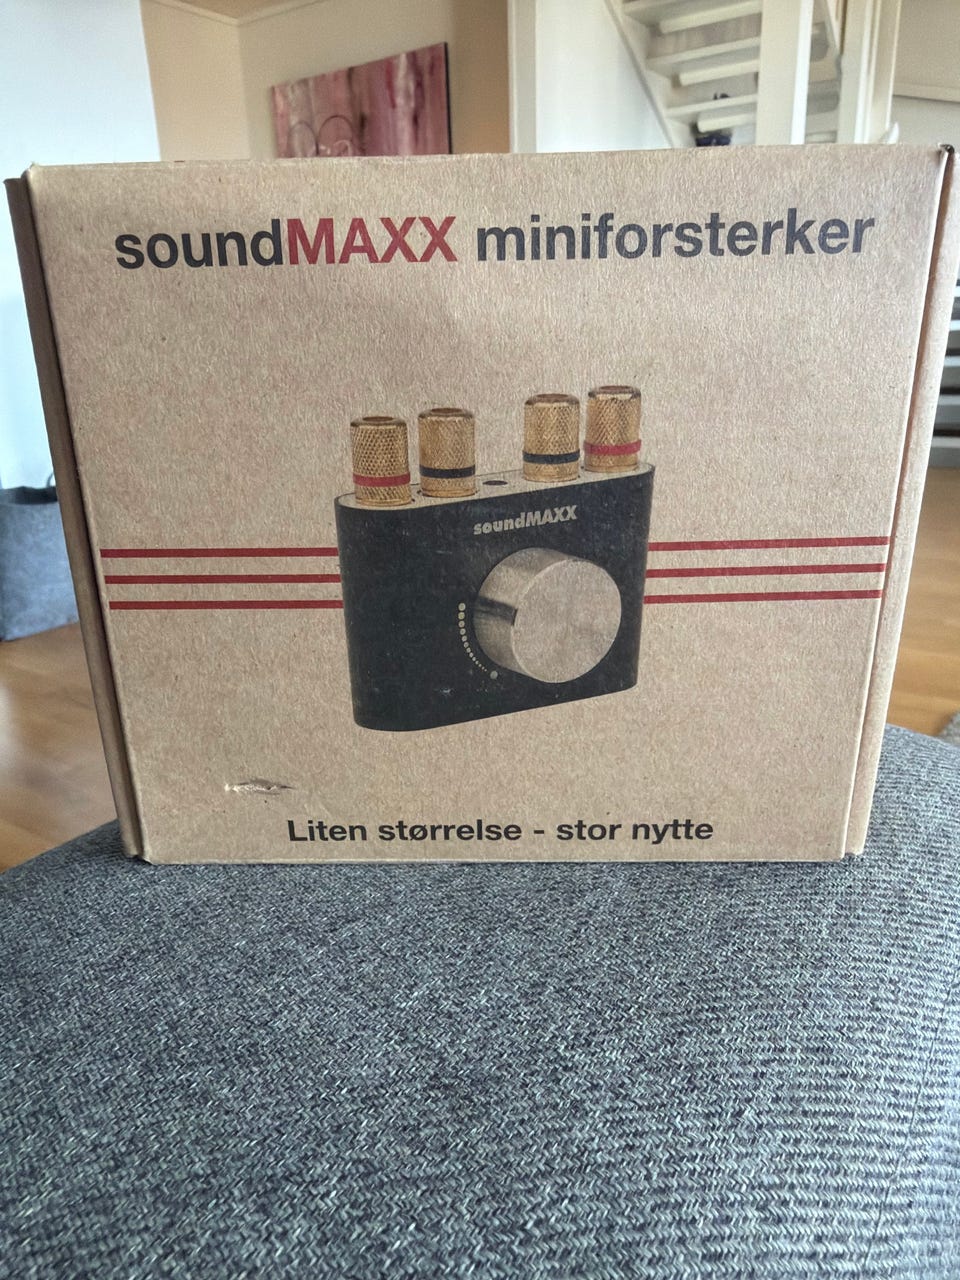 soundMAXX miniforsterker
soundMAXX
Liten størrelse - stor nytte